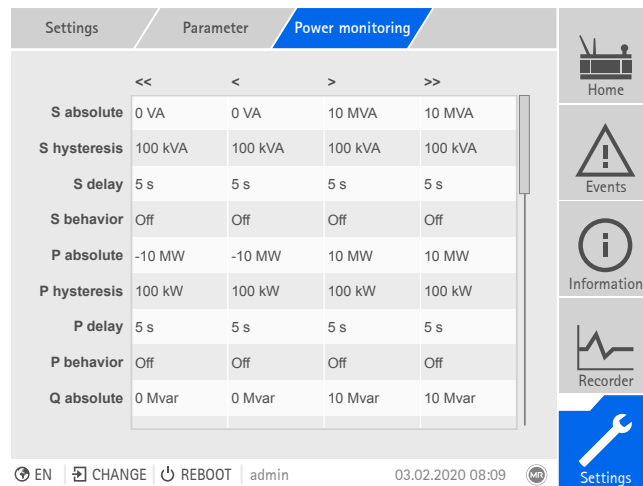 Settings Parameter Power monitoring
<< < > >>
S absolute 0 VA 0 VA 10 MVA 10 MVA
S hysteresis 100 kVA 100 kVA 100 kVA 100 kVA
S delay 5 s 5 s 5 s 5 s
S behavior Off Off Off Off
P absolute -10 MW -10 MW 10 MW 10 MW
P hysteresis 100 kW 100 kW 100 kW 100 kW
P delay 5 s 5 s 5 s 5 s
P behavior Off Off Off Off
Q absolute 0 Mvar 0 Mvar 10 Mvar 10 Mvar
EN CHANGE REBOOT admin 03.02.2020 08:09 MR
Home
Events
Information
Recorder
Settings